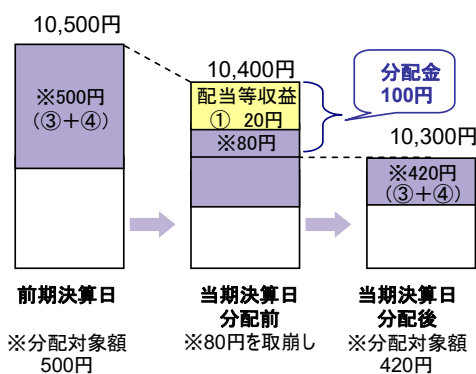 10,500円
※500円
(③+④)
前期決算日
※分配対象額
500円
10,400円
配当等収益
① 20円
※80円
分配金
100円
当期決算日
分配前
※80円を取崩し
10,300円
※420円
(③+④)
当期決算日
分配後
※分配対象額
420円